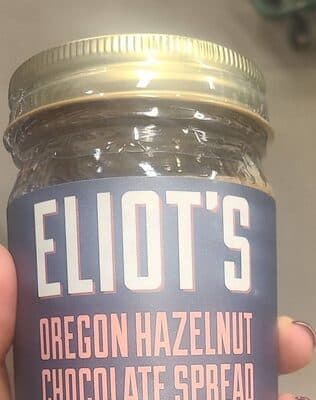 ELIOT'S
OREGON HAZELNUT
CHOCOLATE SPREAD